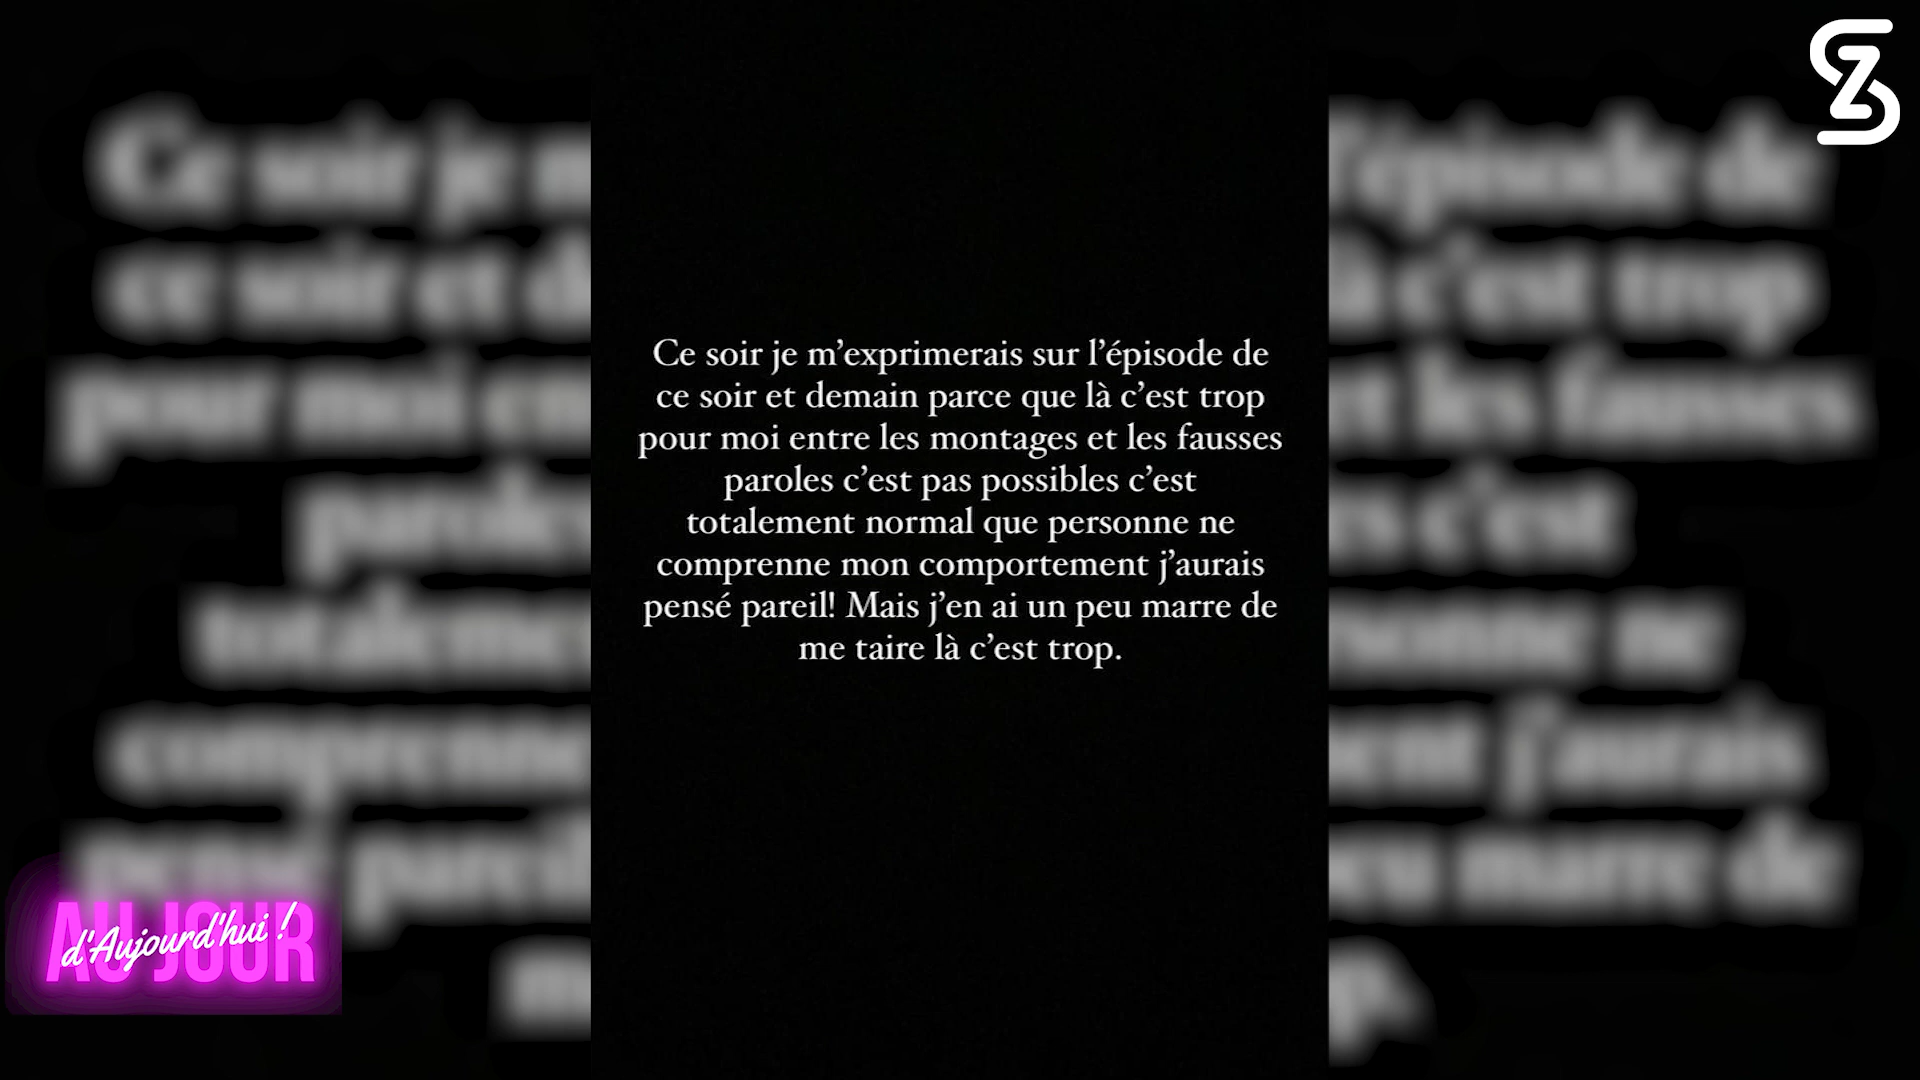 Ce soir je m’exprimerais sur l’épisode de
ce soir et demain parce que là c’est trop
pour moi entre les montages et les fausses
paroles c’est pas possibles c’est
totalement normal que personne ne
comprenne mon comportement j’aurais
pensé pareil! Mais j’en ai un peu marre de
me taire là c’est trop.
AU JOUR
d'Aujourd'hui !